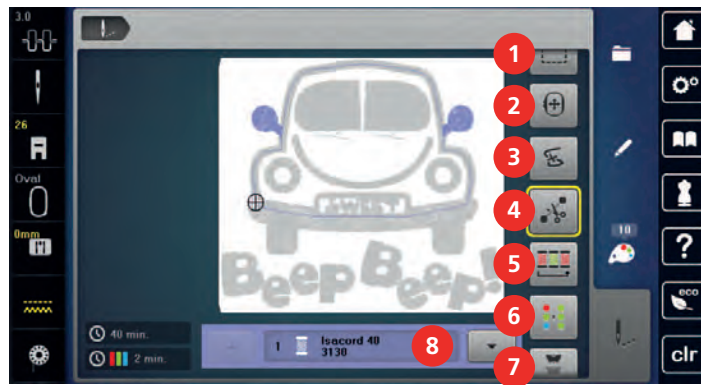 3.0
26
Oval
0mm
SWEET
Beep Beep!
40 min.
2 min.
1 Isacord 40
3130
1
2
3
4
5
6
7
8
10
?
eco
clr